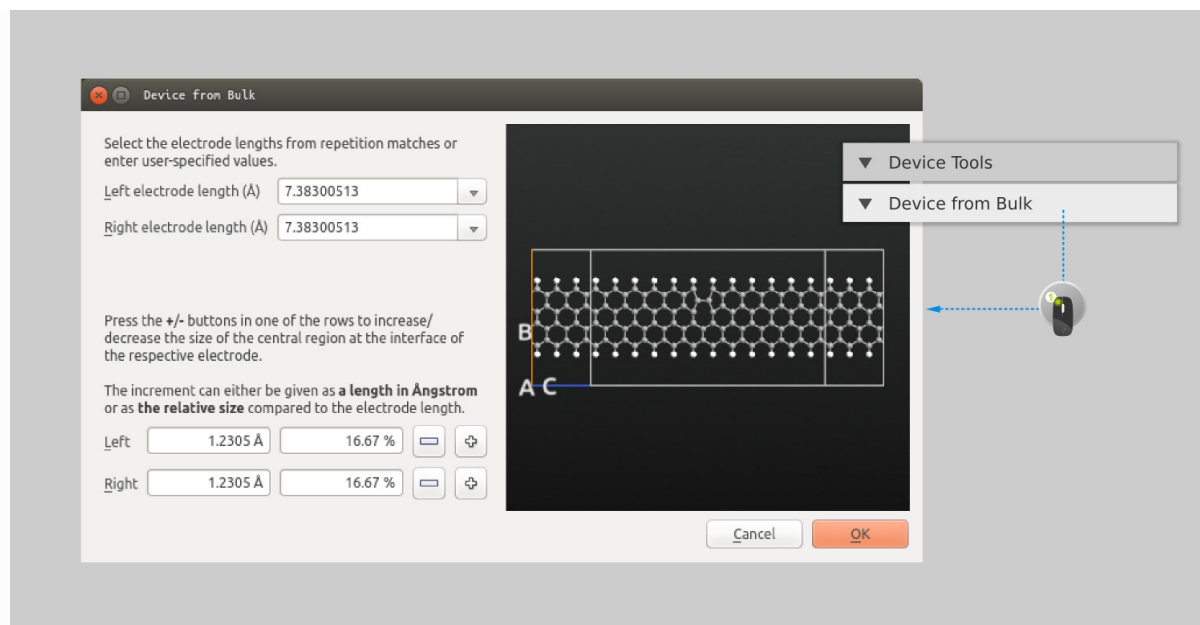 Device from Bulk
Select the electrode lengths from repetition matches or
enter user-specified values.
Left electrode length (Å) 7.38300513
Right electrode length (Å) 7.38300513
Press the +/- buttons in one of the rows to increase/
decrease the size of the central region at the interface of
the respective electrode.
The increment can either be given as a length in Ångstrom
or as the relative size compared to the electrode length.
Left 1.2305 Å 16.67 %
Right 1.2305 Å 16.67 %
B
A C
Cancel OK
Device Tools
Device from Bulk
1